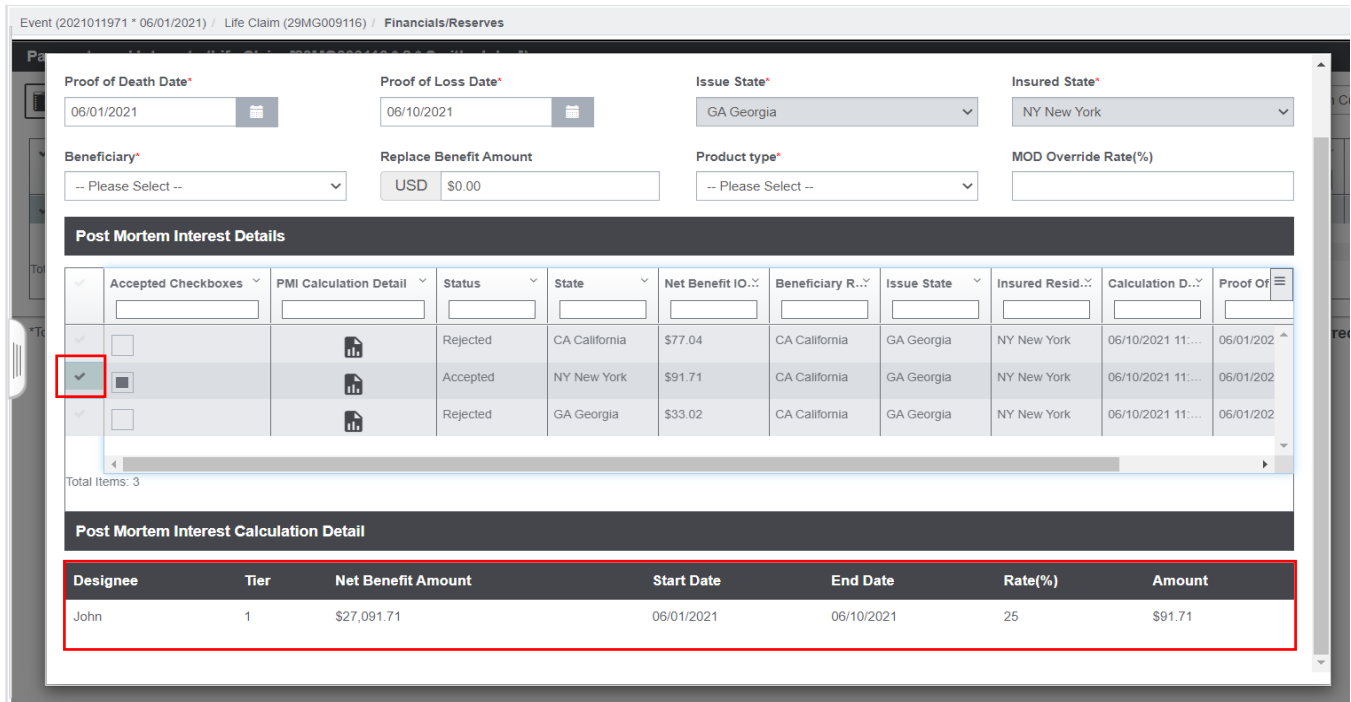 Event (2021011971 * 06/01/2021) / Life Claim (29MG009116) / Financials/Reserves
Pa
Proof of Death Date* Proof of Loss Date* Issue State* Insured State*
06/01/2021 06/10/2021 GA Georgia NY New York
Beneficiary* Replace Benefit Amount Product type* MOD Override Rate(%)
-- Please Select -- USD $0.00 -- Please Select --
Post Mortem Interest Details
Accepted Checkboxes PMI Calculation Detail Status State Net Benefit IO... Beneficiary R... Issue State Insured Resid... Calculation D... Proof Of
Rejected CA California $77.04 CA California GA Georgia NY New York 06/10/2021 11:... 06/01/202
Accepted NY New York $91.71 CA California GA Georgia NY New York 06/10/2021 11:... 06/01/202
Rejected GA Georgia $33.02 CA California GA Georgia NY New York 06/10/2021 11:... 06/01/202
Total Items: 3
Post Mortem Interest Calculation Detail
Designee Tier Net Benefit Amount Start Date End Date Rate(%) Amount
John 1 $27,091.71 06/01/2021 06/10/2021 25 $91.71